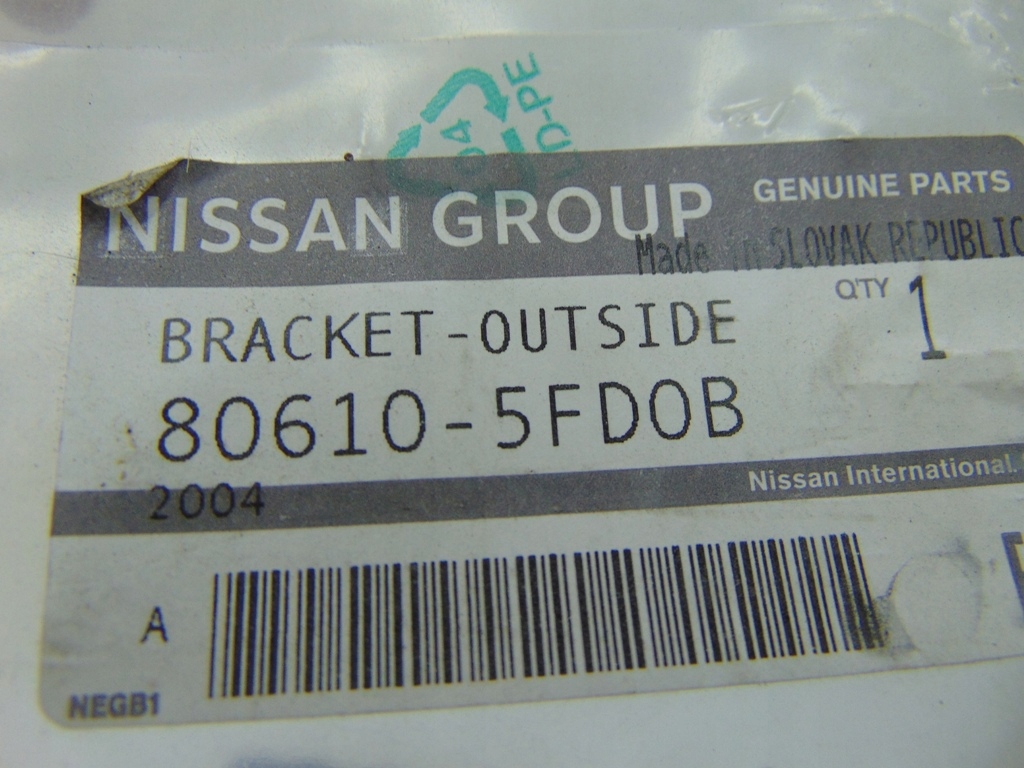 04
LD-PE
NISSAN GROUP
GENUINE PARTS
Made in SLOVAK REPUBLIC
QTY 1
BRACKET-OUTSIDE
80610-5FD0B
Nissan International.
2004
A
NEGB1